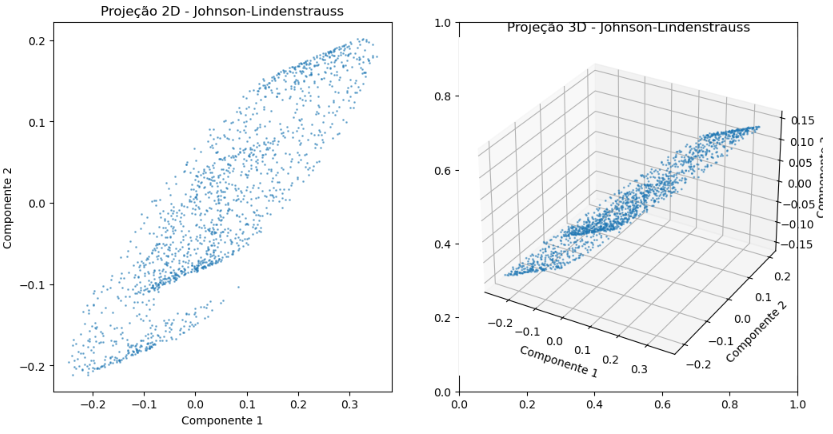 Projeção 2D - Johnson-Lindenstrauss
0.2
0.1
0.0
−0.1
−0.2
Componente 2
−0.2 −0.1 0.0 0.1 0.2 0.3
Componente 1
Projeção 3D - Johnson-Lindenstrauss
1.0
0.8
0.6
0.4
0.2
0.0
0.0 0.2 0.4 0.6 0.8 1.0
0.15
0.10
0.05
0.00
−0.05
−0.10
−0.15
Componente
0.2
0.1
0.0
−0.1
−0.2
Componente 2
−0.2 −0.1 0.0 0.1 0.2 0.3
Componente 1